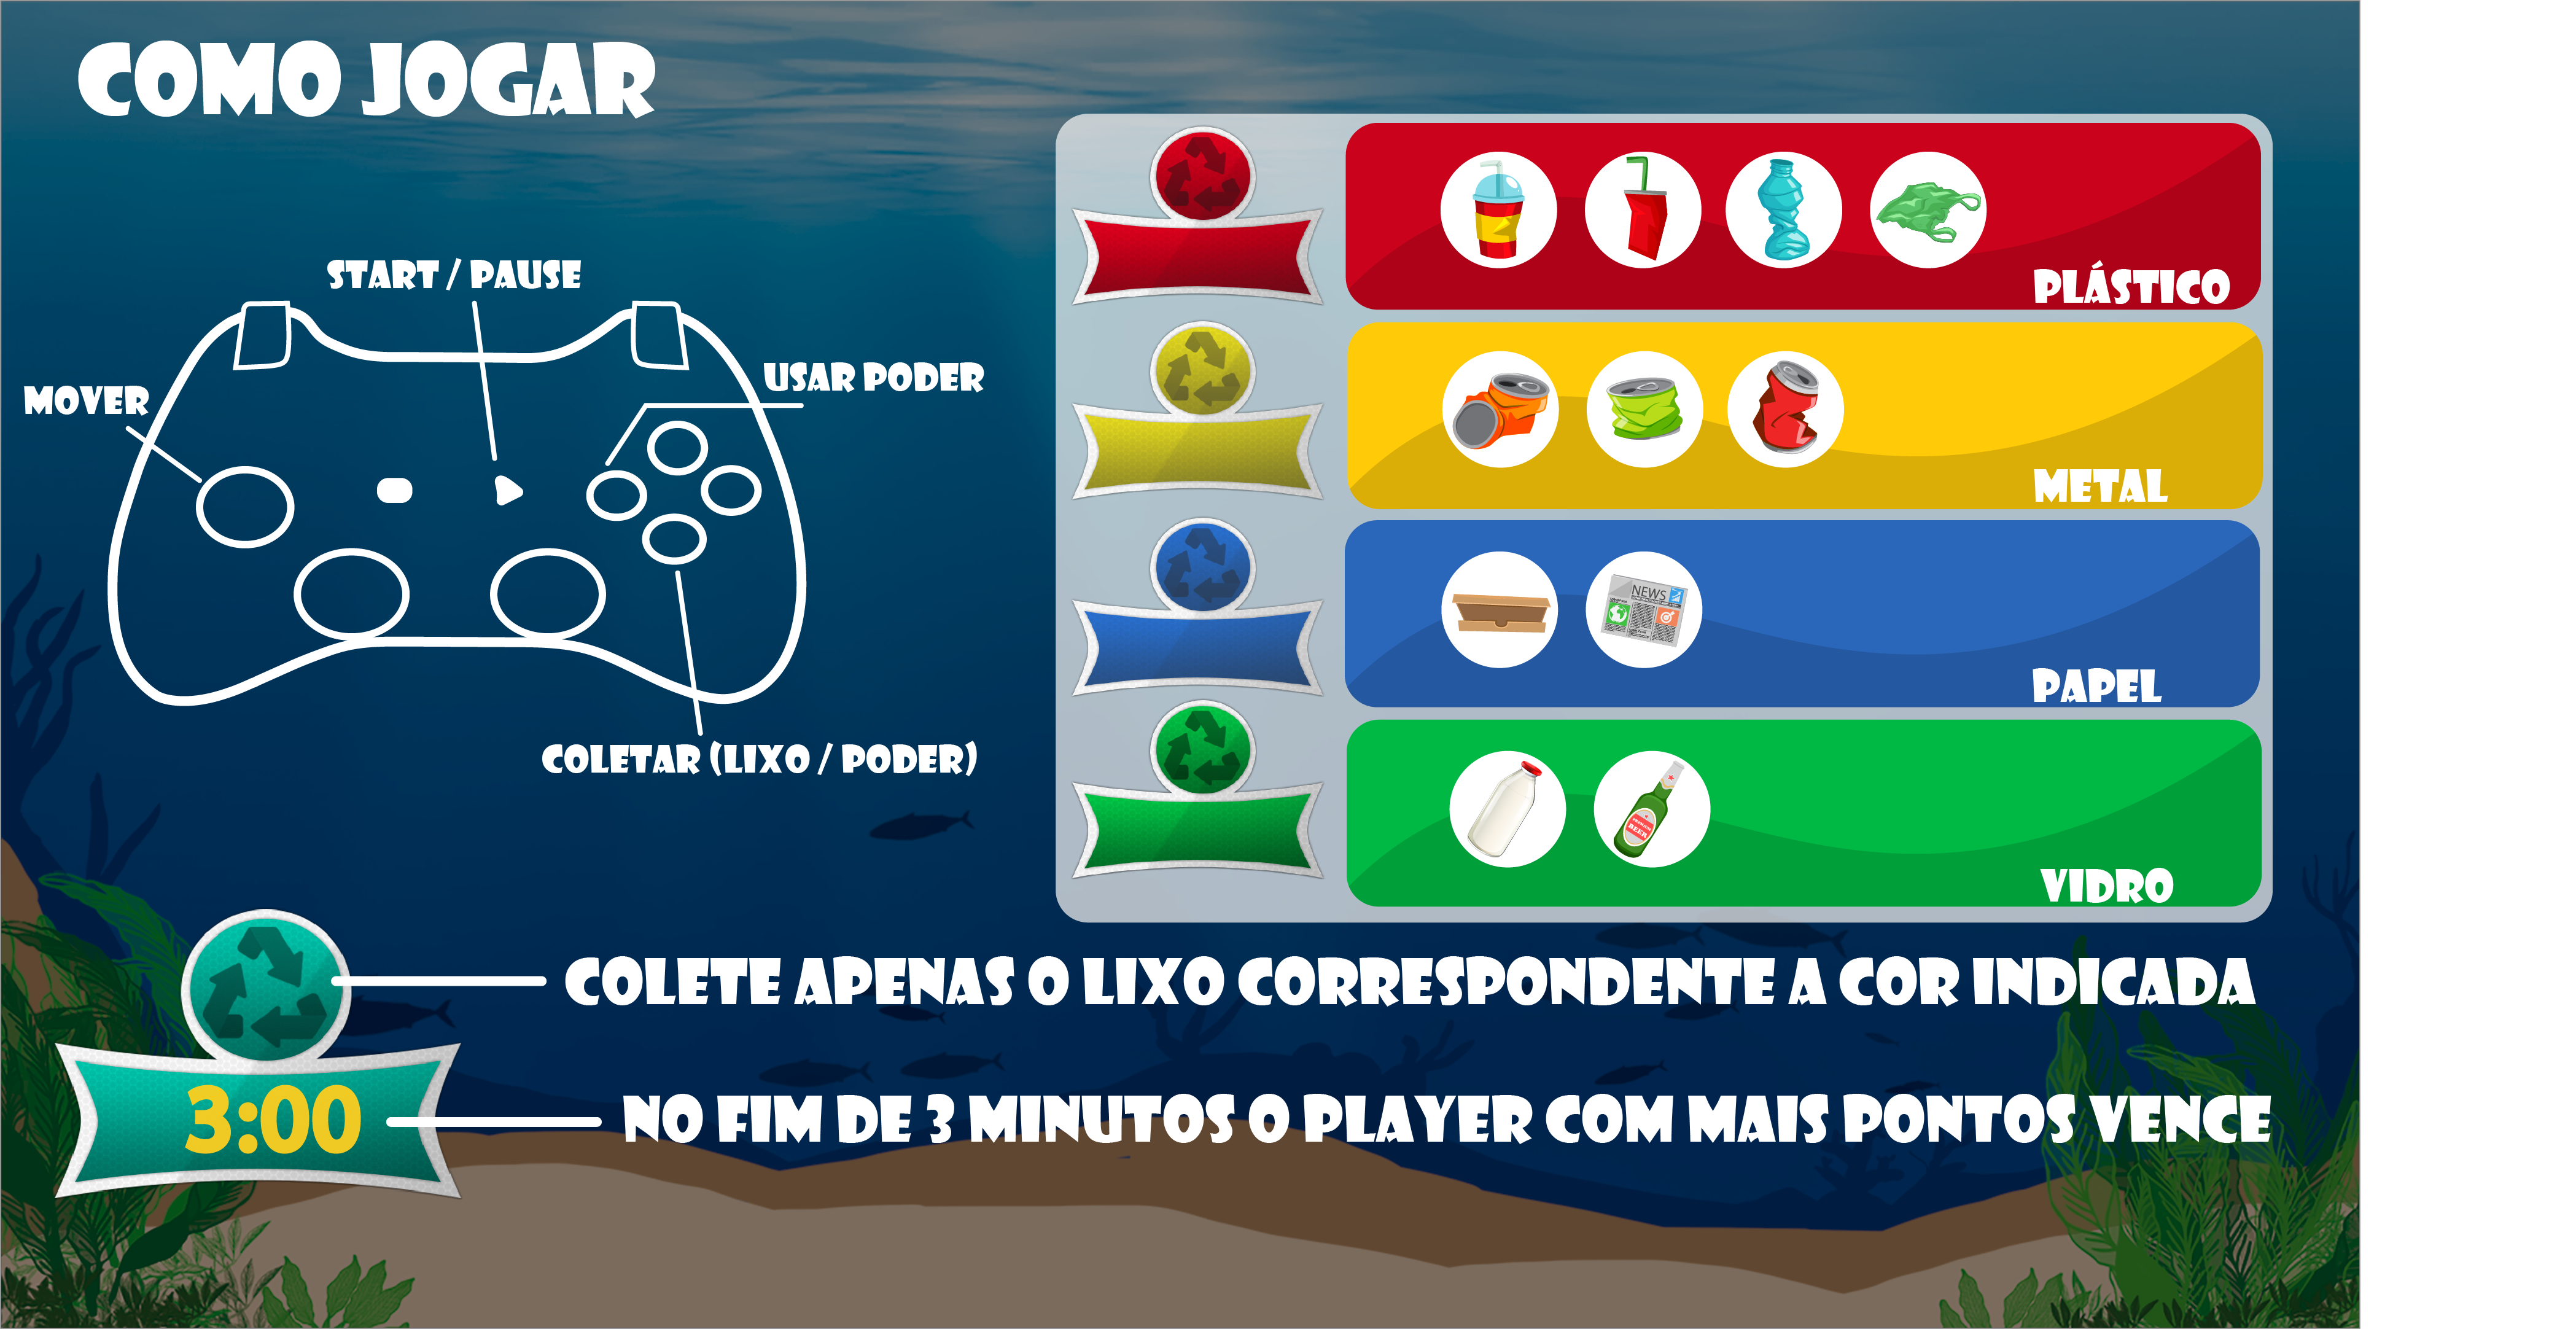 COMO JOGAR
START / PAUSE
MOVER
USAR PODER
COLETAR (LIXO / PODER)
PLÁSTICO
METAL
NEWS
PAPEL
BEER
VIDRO
COLETE APENAS O LIXO CORRESPONDENTE A COR INDICADA
3:00
NO FIM DE 3 MINUTOS O PLAYER COM MAIS PONTOS VENCE